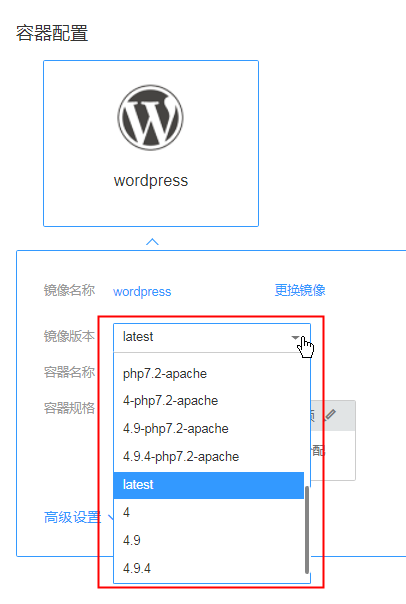 容器配置
wordpress
镜像名称 wordpress 更换镜像
镜像版本 latest
容器名称 php7.2-apache
4-php7.2-apache
容器规格
4.9-php7.2-apache
4.9.4-php7.2-apache 配
latest
4
高级设置
4.9
4.9.4